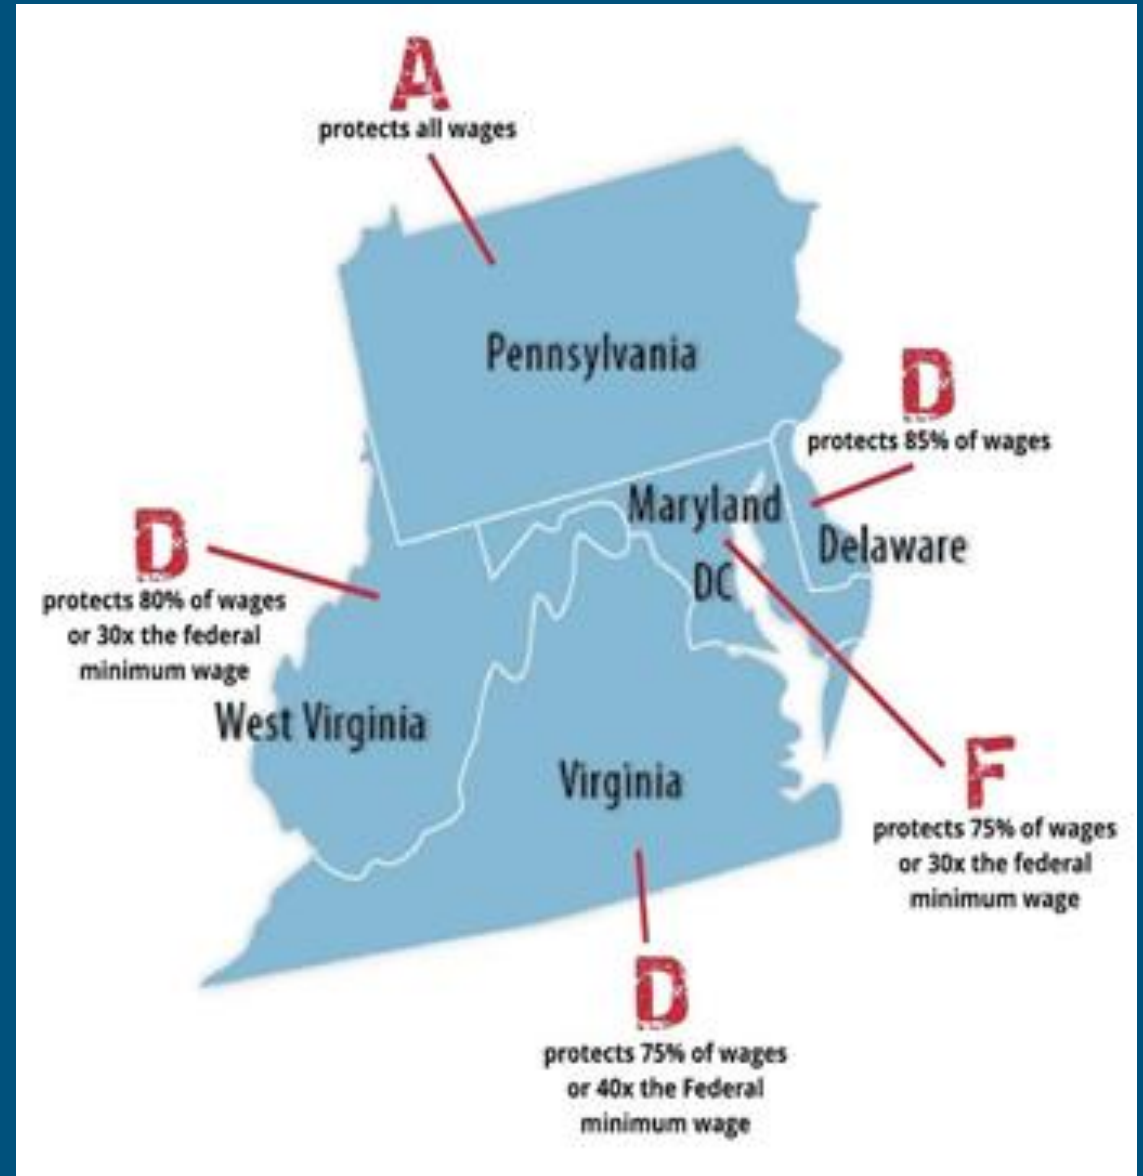 A
protects all wages
Pennsylvania
D
protects 85% of wages
Maryland
Delaware
DC
D
protects 80% of wages
or 30x the federal
minimum wage
West Virginia
Virginia
F
protects 75% of wages
or 30x the federal
minimum wage
D
protects 75% of wages
or 40x the Federal
minimum wage